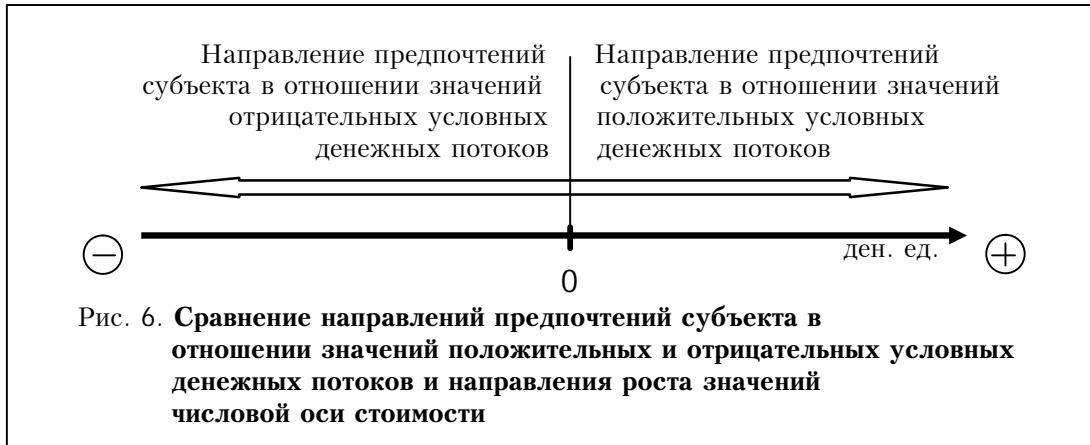 Направление предпочтений
субъекта в отношении значений
отрицательных условных
денежных потоков
Направление предпочтений
субъекта в отношении значений
положительных условных
денежных потоков
−
ден. ед.
+
0
Рис. 6. Сравнение направлений предпочтений субъекта в
отношении значений положительных и отрицательных условных
денежных потоков и направления роста значений
числовой оси стоимости